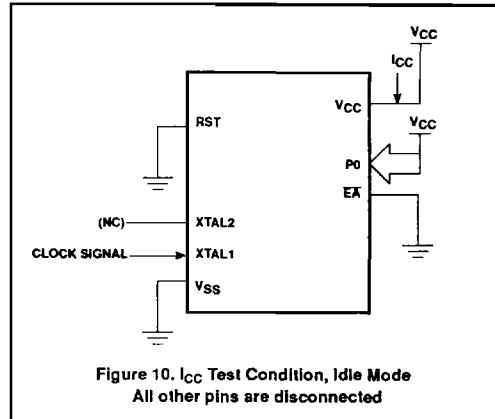 VCC
ICC
VCC
RST
VCC
P0
EA
(NC)
XTAL2
CLOCK SIGNAL
XTAL1
VSS
Figure 10. ICC Test Condition, Idle Mode
All other pins are disconnected